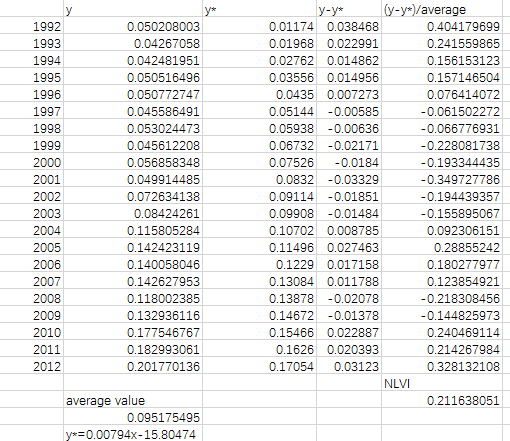 y y* y-y* (y-y*)/average
1992 0.050208003 0.01174 0.038468 0.404179699
1993 0.04267058 0.01968 0.022991 0.241559865
1994 0.042481951 0.02762 0.014862 0.156153123
1995 0.050516496 0.03556 0.014956 0.157146504
1996 0.050772747 0.0435 0.007273 0.076414072
1997 0.045586491 0.05144 -0.00585 -0.061502272
1998 0.053024473 0.05938 -0.00636 -0.066776931
1999 0.045612208 0.06732 -0.02171 -0.228081738
2000 0.056858348 0.07526 -0.0184 -0.193344435
2001 0.049914485 0.0832 -0.03329 -0.349727786
2002 0.072634138 0.09114 -0.01851 -0.194439357
2003 0.08424261 0.09908 -0.01484 -0.155895067
2004 0.115805284 0.10702 0.008785 0.092306151
2005 0.142423119 0.11496 0.027463 0.28855242
2006 0.140058046 0.1229 0.017158 0.180277977
2007 0.142627953 0.13084 0.011788 0.123854921
2008 0.118002385 0.13878 -0.02078 -0.218308456
2009 0.132936116 0.14672 -0.01378 -0.144825973
2010 0.177546767 0.15466 0.022887 0.240469114
2011 0.182993061 0.1626 0.020393 0.214267984
2012 0.201770136 0.17054 0.03123 0.328132108
NLVI
average value 0.211638051
0.095175495
y*=0.00794x-15.80474